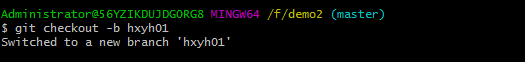 Administrator@56YZIKDUJDGORG8 MINGW64 /f/demo2 (master)
$ git checkout -b hxyh01
Switched to a new branch 'hxyh01'